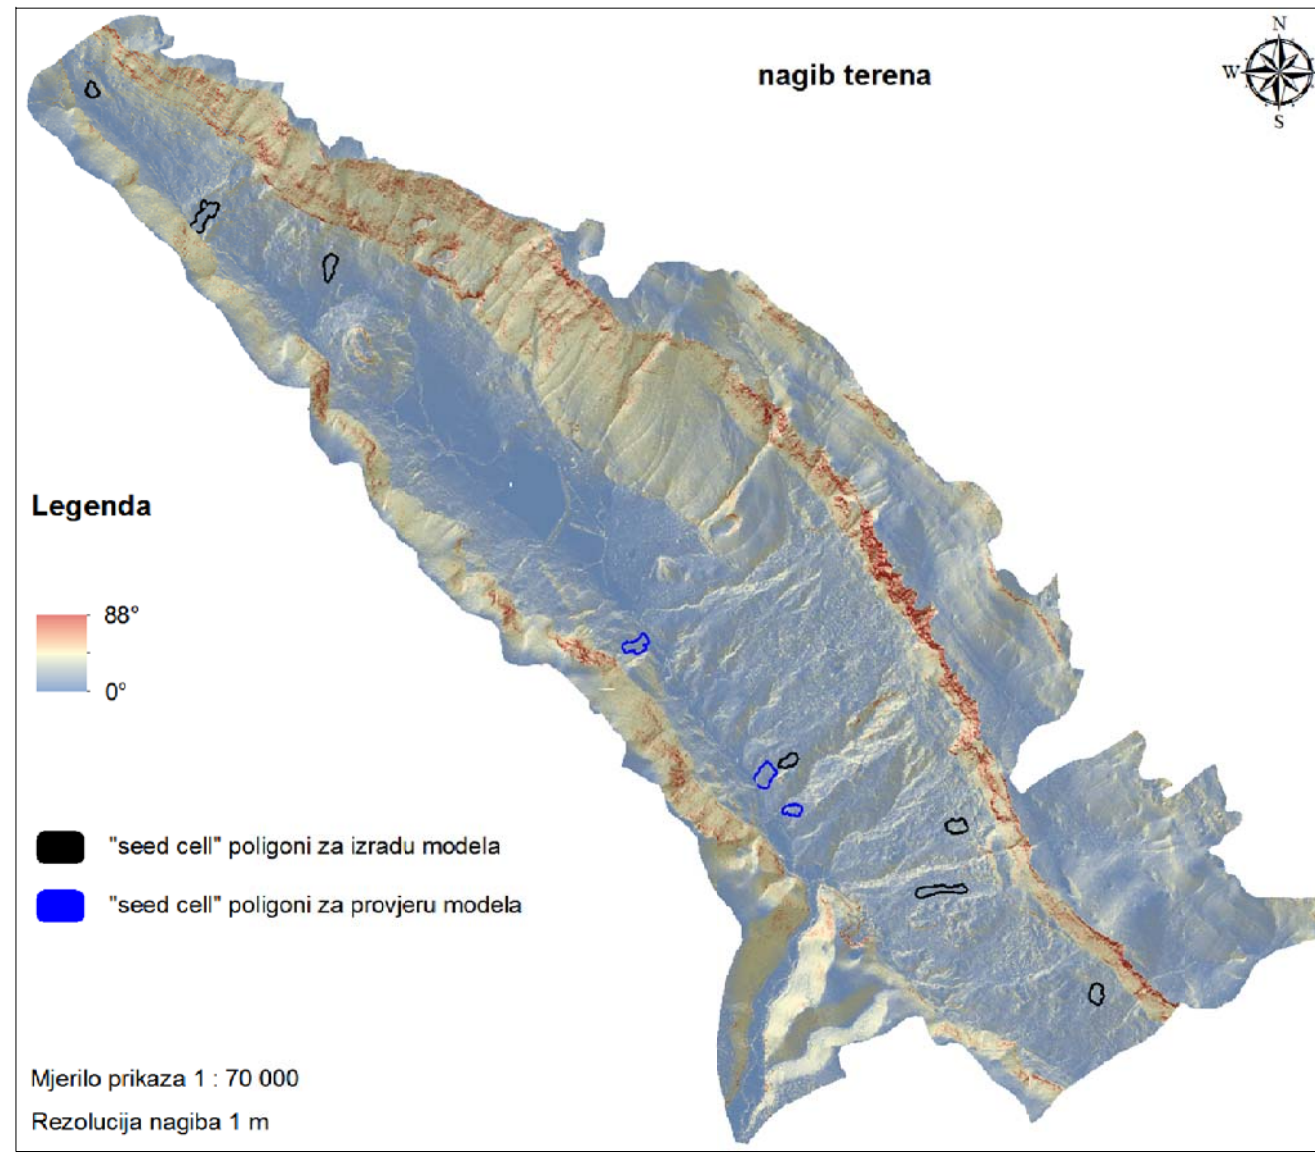 nagib terena
N
W
S
Legenda
88°
0°
"seed cell" poligoni za izradu modela
"seed cell" poligoni za provjeru modela
Mjerilo prikaza 1 : 70 000
Rezolucija nagiba 1 m